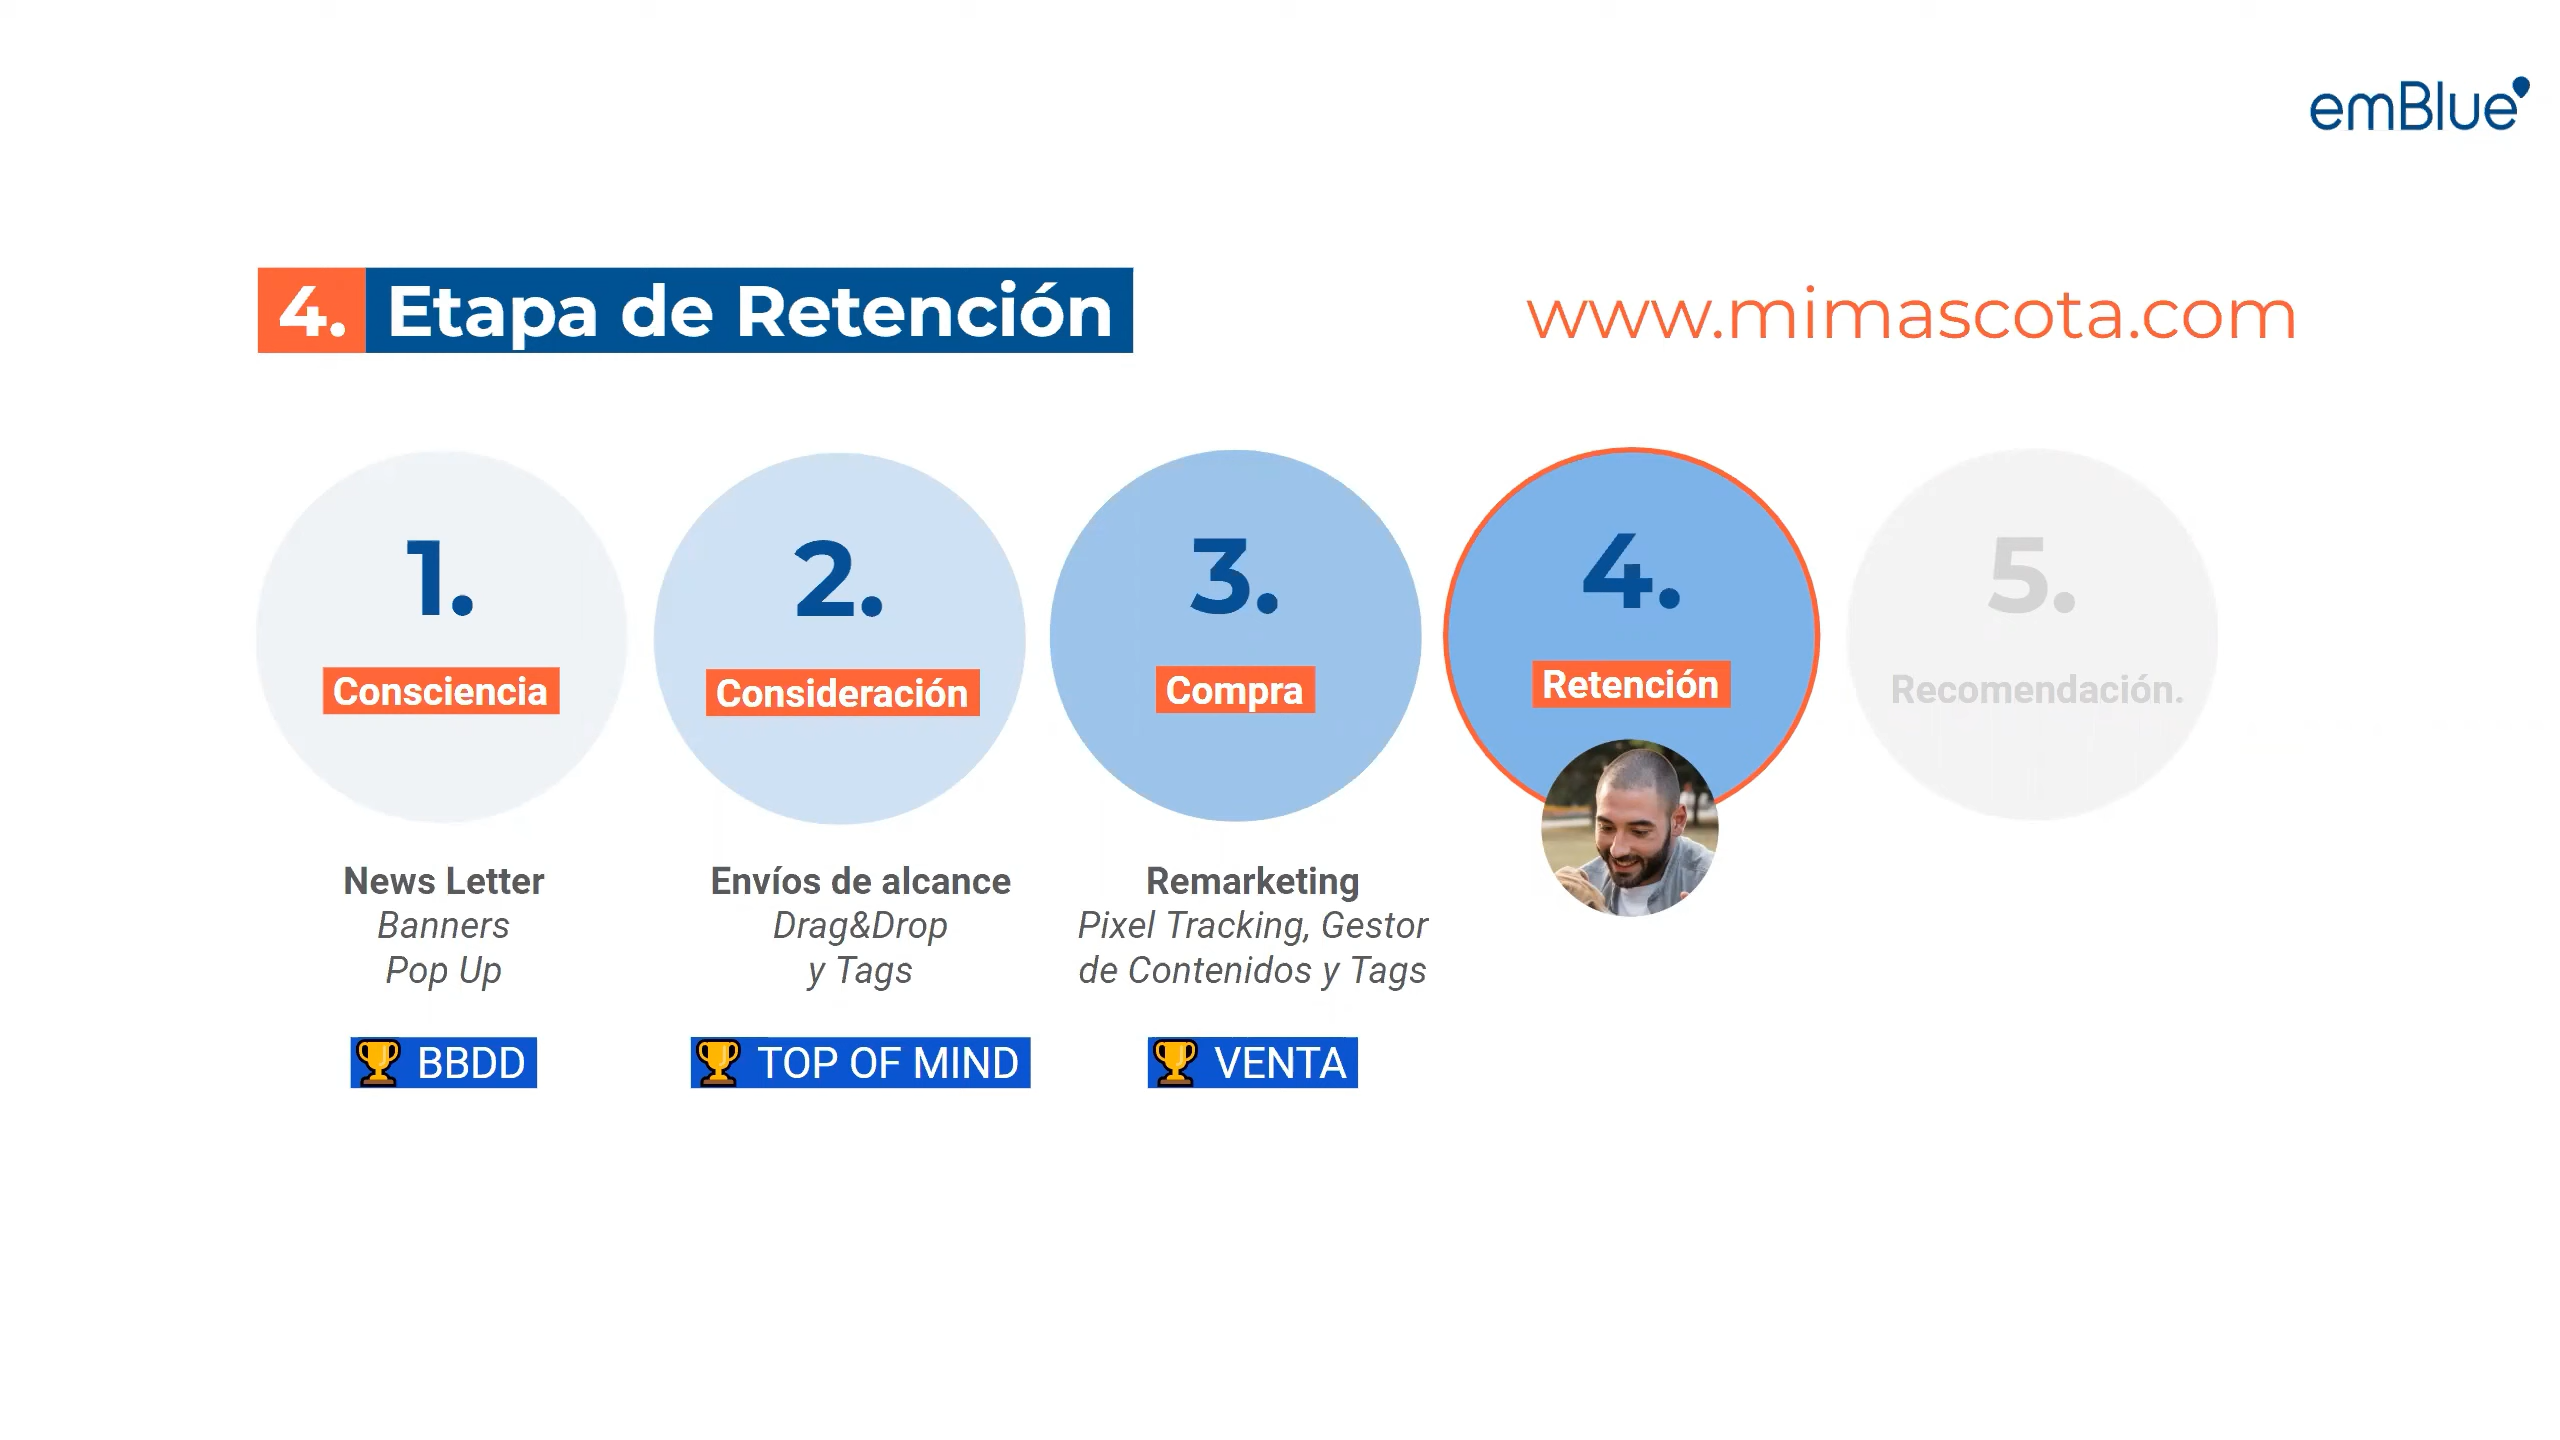 emBlue
4. Etapa de Retención
www.mimascota.com
1.
Consciencia
2.
Consideración
3.
Compra
4.
Retención
5.
Recomendación.
News Letter
Banners
Pop Up
BBDD
Envíos de alcance
Drag&Drop
y Tags
TOP OF MIND
Remarketing
Pixel Tracking, Gestor
de Contenidos y Tags
VENTA